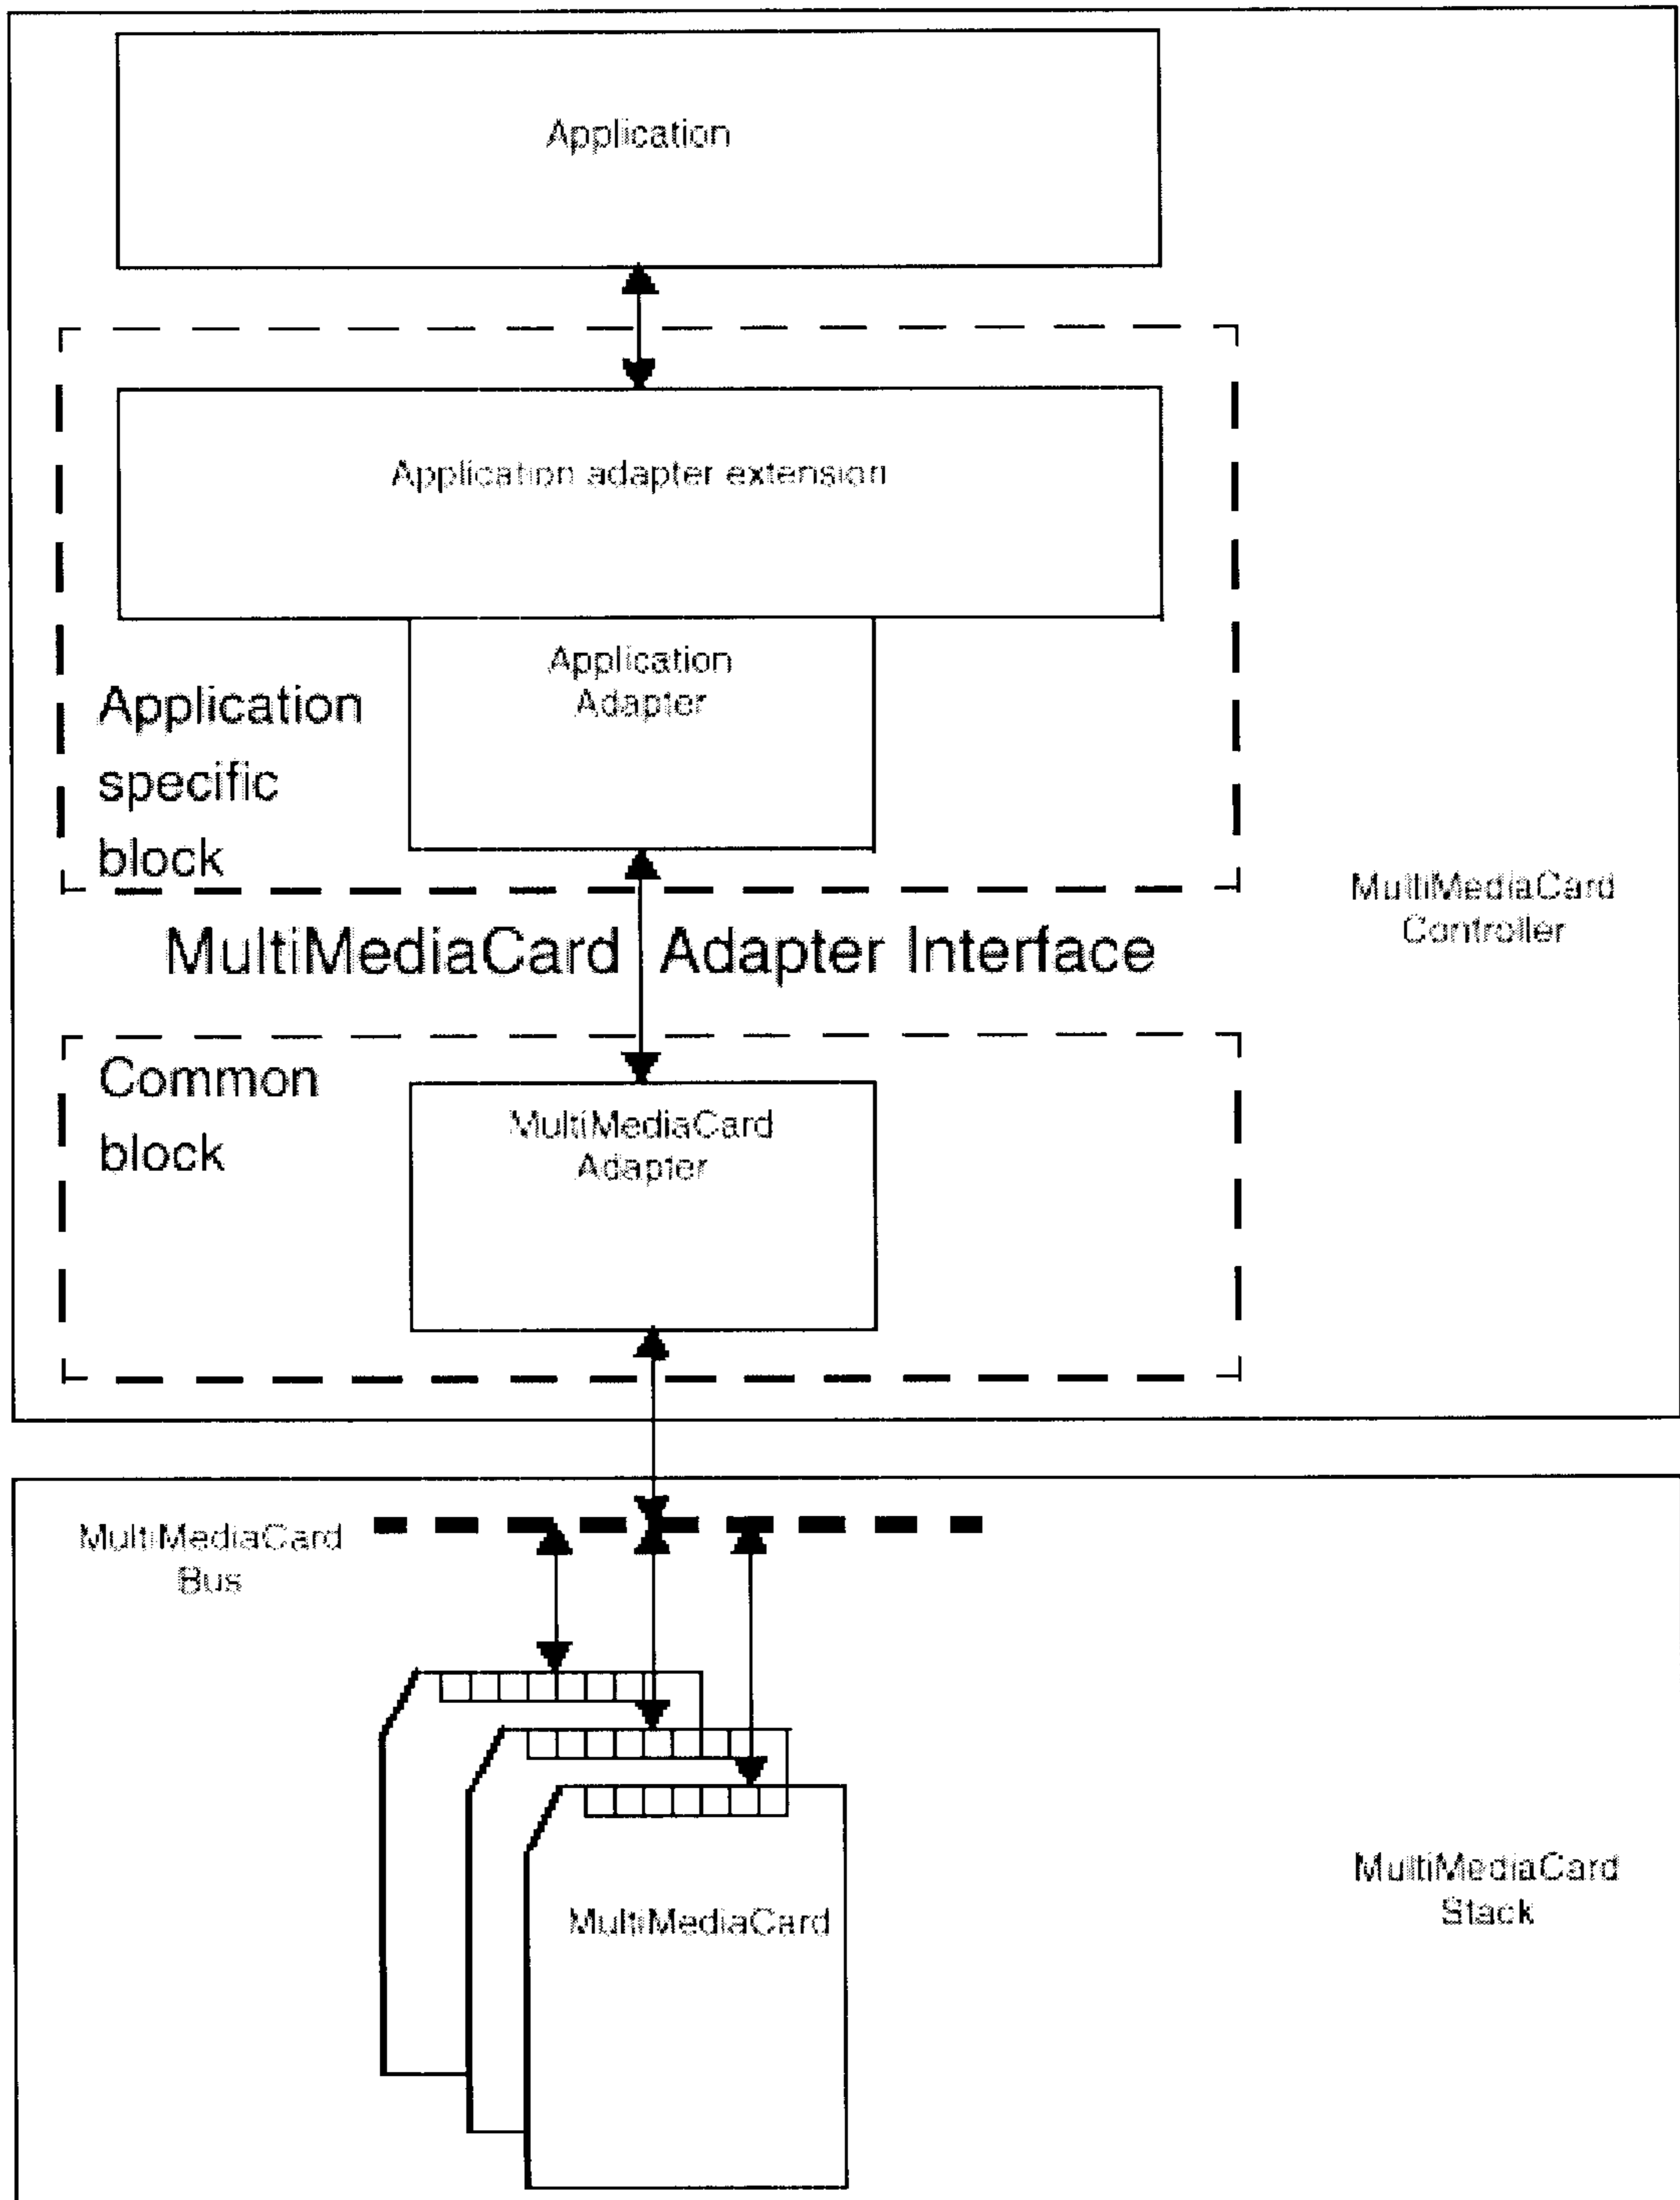 Application
Application adapter extension
Application
Adapter
Application
specific
block
MultiMediaCard
Controller
MultiMediaCard Adapter Interface
Common
block
MultiMediaCard
Adapter
MultiMediaCard
Bus
MultiMediaCard
Stack
MultiMediaCard